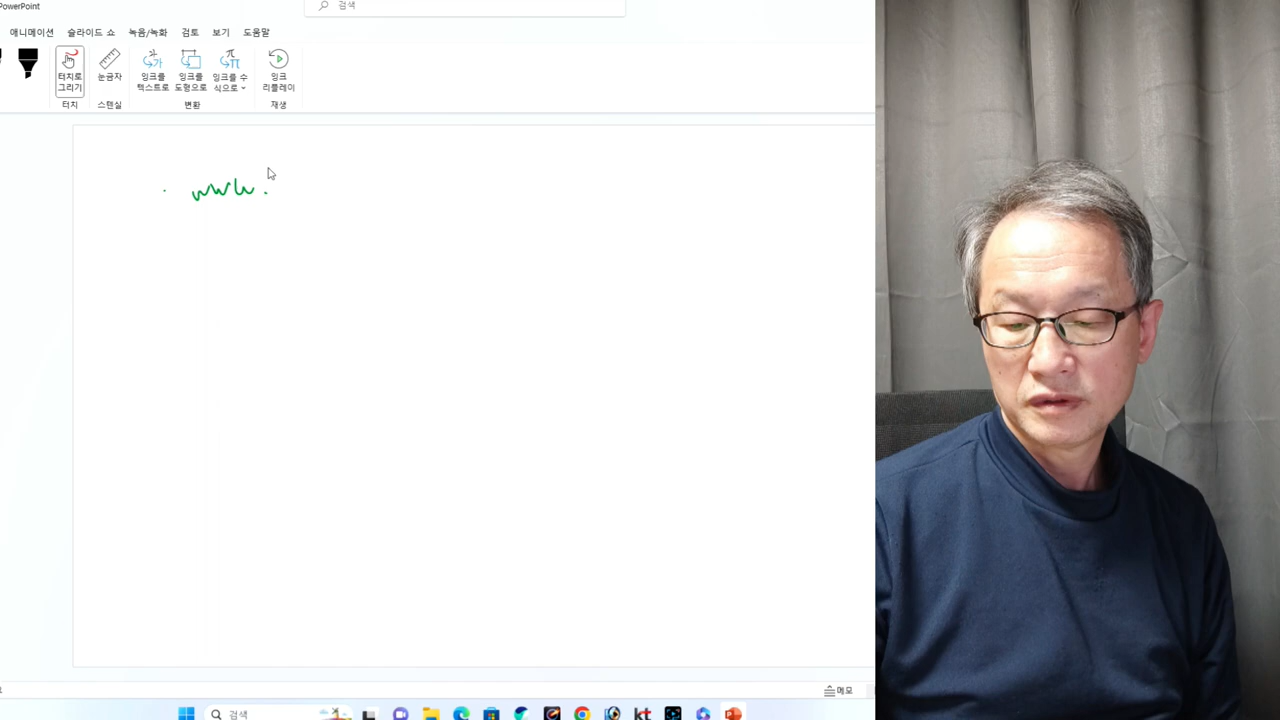 PowerPoint
검색
애니메이션 슬라이드 쇼 녹음/녹화 검토 보기 도움말
터치로 그리기 눈금자 잉크를 텍스트로 잉크를 도형으로 잉크를 수식으로 잉크 리플레이
터치 스텐실 변환 재생
www.
메모
검색 kt